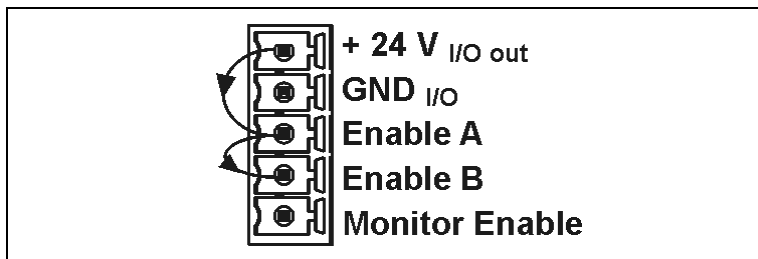 + 24 V I/O out
GND I/O
Enable A
Enable B
Monitor Enable